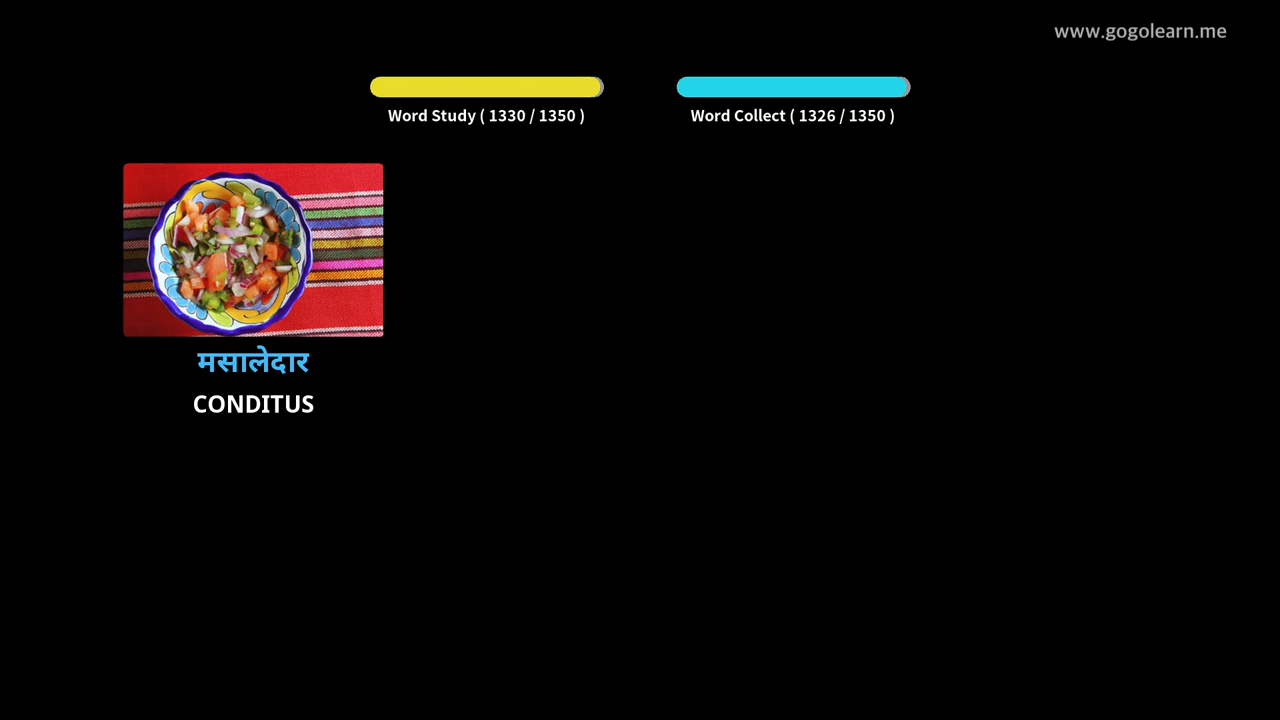 www.gogolearn.me
Word Study ( 1330 / 1350 )
Word Collect ( 1326 / 1350 )
मसालेदार
CONDITUS